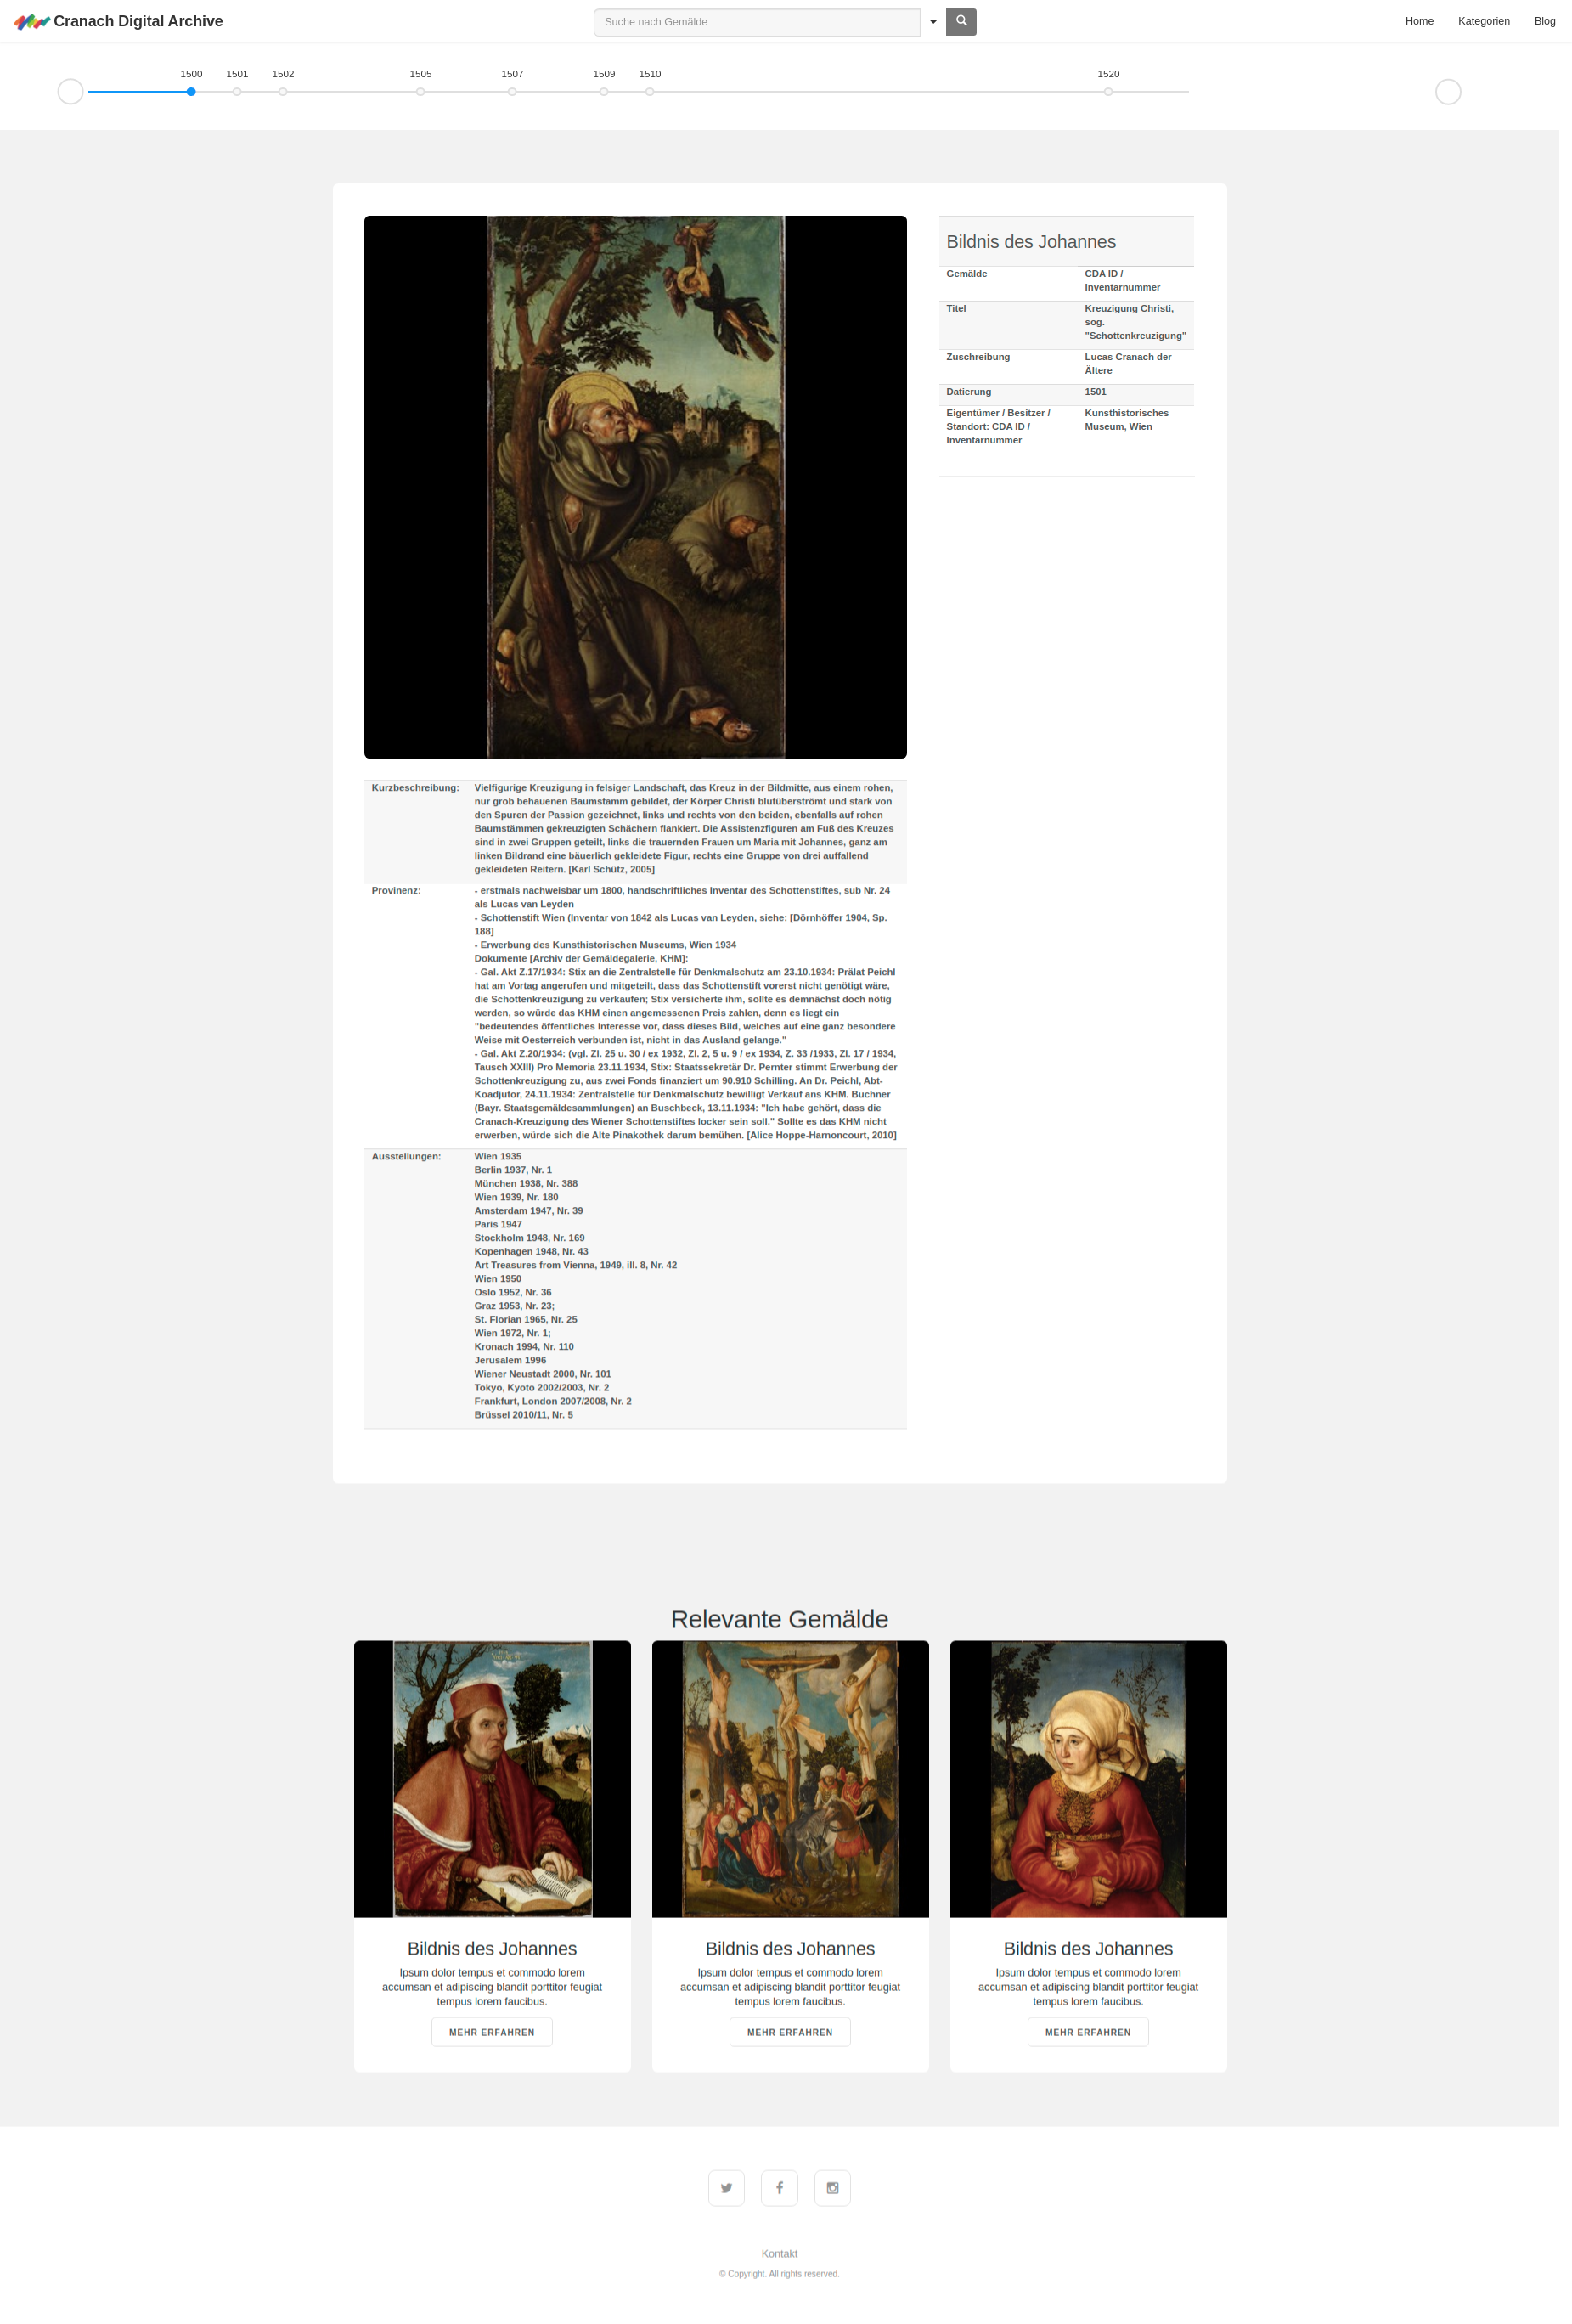 Cranach Digital Archive
Suche nach Gemälde
Home Kategorien Blog
1500 1501 1502 1505 1507 1509 1510 1520
cda_
cda_
Bildnis des Johannes
Gemälde
CDA ID /
Inventarnummer
Titel
Kreuzigung Christi,
sog.
"Schottenkreuzigung"
Zuschreibung
Lucas Cranach der
Ältere
Datierung
1501
Eigentümer / Besitzer /
Standort: CDA ID /
Inventarnummer
Kunsthistorisches
Museum, Wien
Kurzbeschreibung:
Vielfigurige Kreuzigung in felsiger Landschaft, das Kreuz in der Bildmitte, aus einem rohen,
nur grob behauenen Baumstamm gebildet, der Körper Christi blutüberströmt und stark von
den Spuren der Passion gezeichnet, links und rechts von den beiden, ebenfalls auf rohen
Baumstämmen gekreuzigten Schächern flankiert. Die Assistenzfiguren am Fuß des Kreuzes
sind in zwei Gruppen geteilt, links die trauernden Frauen um Maria mit Johannes, ganz am
linken Bildrand eine bäuerlich gekleidete Figur, rechts eine Gruppe von drei auffallend
gekleideten Reitern. [Karl Schütz, 2005]
Provinenz:
- erstmals nachweisbar um 1800, handschriftliches Inventar des Schottenstiftes, sub Nr. 24
als Lucas van Leyden
- Schottenstift Wien (Inventar von 1842 als Lucas van Leyden, siehe: [Dörnhöffer 1904, Sp.
188]
- Erwerbung des Kunsthistorischen Museums, Wien 1934
Dokumente [Archiv der Gemäldegalerie, KHM]:
- Gal. Akt Z.17/1934: Stix an die Zentralstelle für Denkmalschutz am 23.10.1934: Prälat Peichl
hat am Vortag angerufen und mitgeteilt, dass das Schottenstift vorerst nicht genötigt wäre,
die Schottenkreuzigung zu verkaufen; Stix versicherte ihm, sollte es demnächst doch nötig
werden, so würde das KHM einen angemessenen Preis zahlen, denn es liegt ein
"bedeutendes öffentliches Interesse vor, dass dieses Bild, welches auf eine ganz besondere
Weise mit Oesterreich verbunden ist, nicht in das Ausland gelange."
- Gal. Akt Z.20/1934: (vgl. Zl. 25 u. 30 / ex 1932, Zl. 2, 5 u. 9 / ex 1934, Z. 33 /1933, Zl. 17 / 1934,
Tausch XXIII) Pro Memoria 23.11.1934, Stix: Staatssekretär Dr. Pernter stimmt Erwerbung der
Schottenkreuzigung zu, aus zwei Fonds finanziert um 90.910 Schilling. An Dr. Peichl, Abt-
Koadjutor, 24.11.1934: Zentralstelle für Denkmalschutz bewilligt Verkauf ans KHM. Buchner
(Bayr. Staatsgemäldesammlungen) an Buschbeck, 13.11.1934: "Ich habe gehört, dass die
Cranach-Kreuzigung des Wiener Schottenstiftes locker sein soll." Sollte es das KHM nicht
erwerben, würde sich die Alte Pinakothek darum bemühen. [Alice Hoppe-Harnoncourt, 2010]
Ausstellungen:
Wien 1935
Berlin 1937, Nr. 1
München 1938, Nr. 388
Wien 1939, Nr. 180
Amsterdam 1947, Nr. 39
Paris 1947
Stockholm 1948, Nr. 169
Kopenhagen 1948, Nr. 43
Art Treasures from Vienna, 1949, ill. 8, Nr. 42
Wien 1950
Oslo 1952, Nr. 36
Graz 1953, Nr. 23;
St. Florian 1965, Nr. 25
Wien 1972, Nr. 1;
Kronach 1994, Nr. 110
Jerusalem 1996
Wiener Neustadt 2000, Nr. 101
Tokyo, Kyoto 2002/2003, Nr. 2
Frankfurt, London 2007/2008, Nr. 2
Brüssel 2010/11, Nr. 5
Relevante Gemälde
Bildnis des Johannes
Ipsum dolor tempus et commodo lorem
accumsan et adipiscing blandit porttitor feugiat
tempus lorem faucibus.
MEHR ERFAHREN
Bildnis des Johannes
Ipsum dolor tempus et commodo lorem
accumsan et adipiscing blandit porttitor feugiat
tempus lorem faucibus.
MEHR ERFAHREN
Bildnis des Johannes
Ipsum dolor tempus et commodo lorem
accumsan et adipiscing blandit porttitor feugiat
tempus lorem faucibus.
MEHR ERFAHREN
Kontakt
© Copyright. All rights reserved.